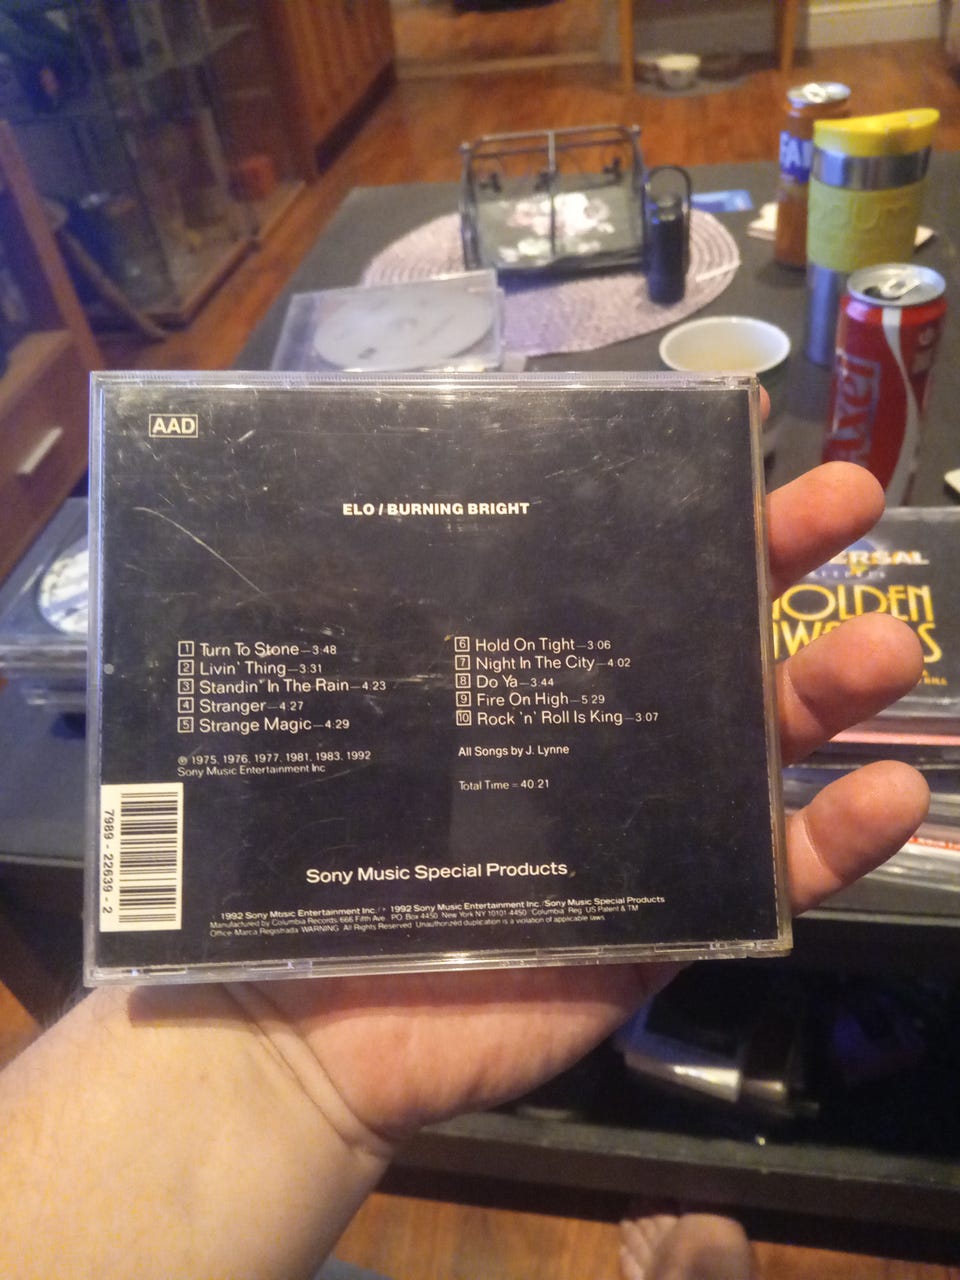 AAD
ELO / BURNING BRIGHT
1 Turn To Stone—3:48
2 Livin' Thing—3:31
3 Standin' In The Rain—4:23
4 Stranger—4:27
5 Strange Magic—4:29
6 Hold On Tight—3:06
7 Night In The City—4:02
8 Do Ya—3:44
9 Fire On High—5:29
10 Rock 'n' Roll Is King—3:07
℗ 1975, 1976, 1977, 1981, 1983, 1992
Sony Music Entertainment Inc
All Songs by J. Lynne
Total Time = 40:21
7989 - 22639 - 2
Sony Music Special Products
1992 Sony Music Entertainment Inc./ 1992 Sony Music Entertainment Inc./Sony Music Special Products
Manufactured by Columbia Records 666 Fifth Ave. P.O. Box 4450 New York NY 10101-4450 Columbia Reg. US Patent & TM
Office Marca Registrada WARNING: All Rights Reserved. Unauthorized duplication is a violation of applicable laws.
ERSAL
OLDEN